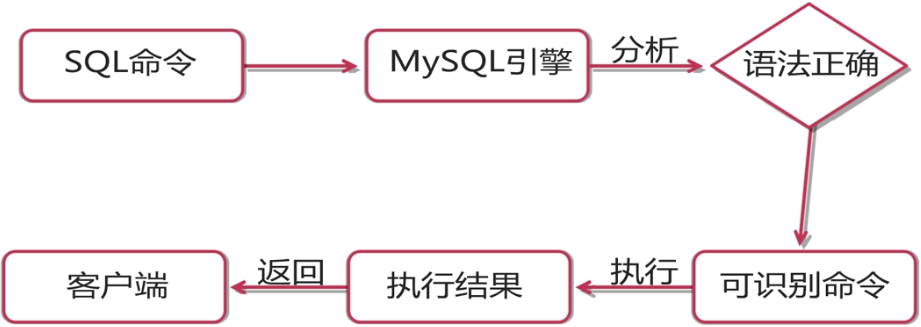 SQL命令
MySQL引擎
分析
语法正确
可识别命令
执行
执行结果
返回
客户端